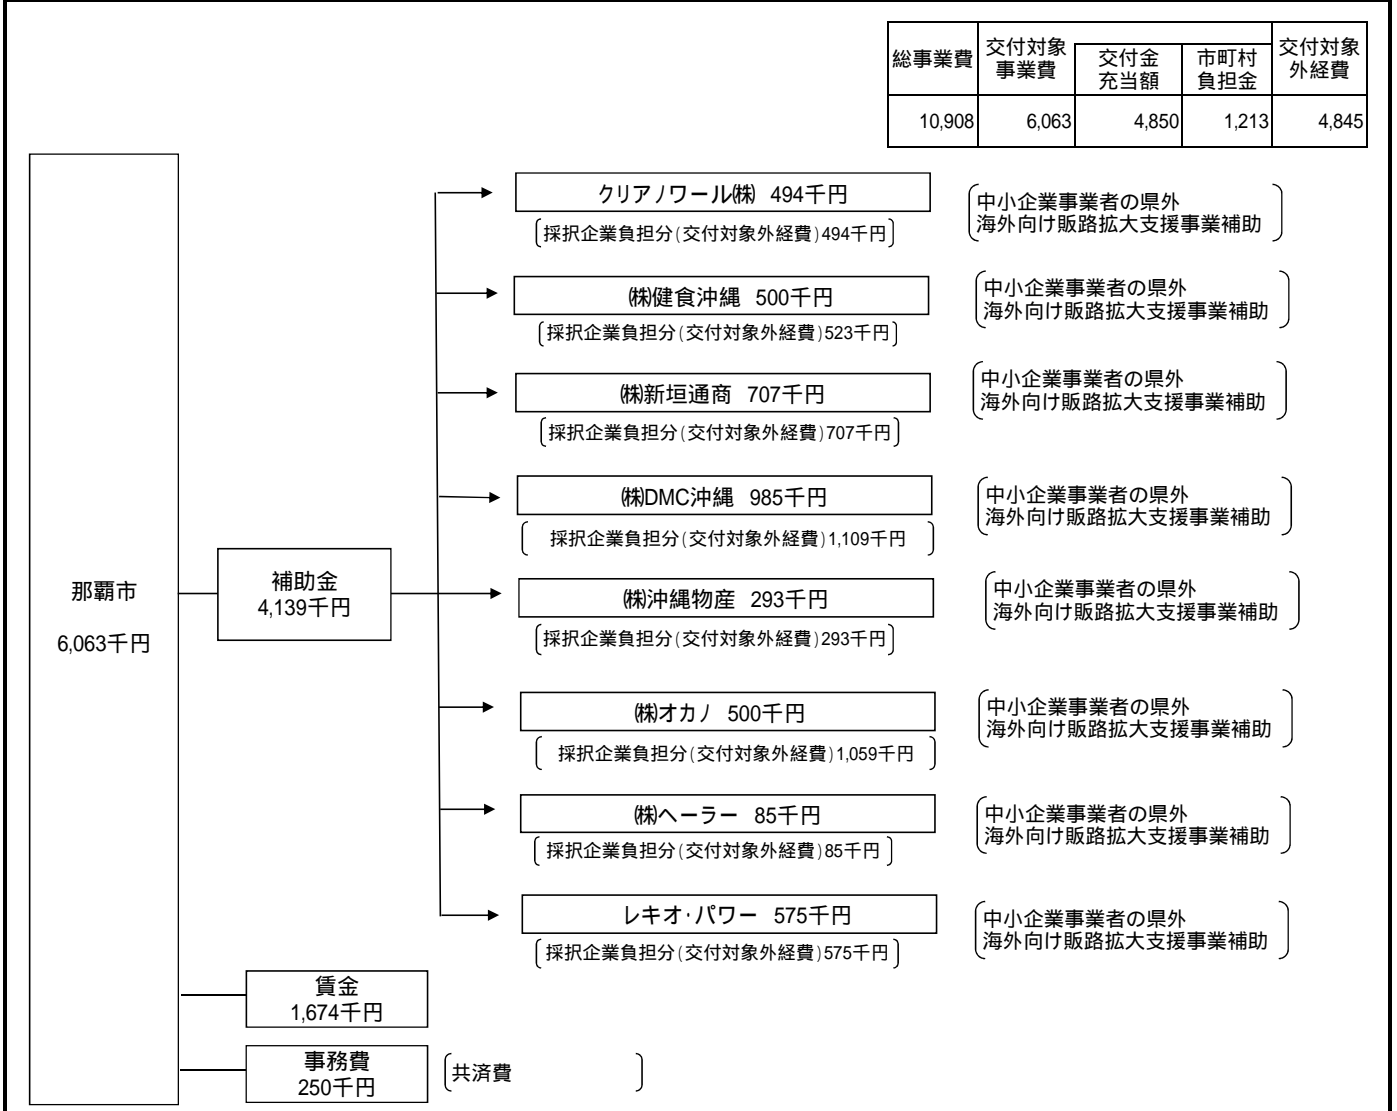 総事業費
交付対象
事業費
交付金
充当額
市町村
負担金
交付対象
外経費
10,908 6,063 4,850 1,213 4,845
那覇市
6,063千円
補助金
4,139千円
クリアノワール㈱ 494千円
採択企業負担分(交付対象外経費)494千円
中小企業事業者の県外
海外向け販路拡大支援事業補助
㈱健食沖縄 500千円
採択企業負担分(交付対象外経費)523千円
中小企業事業者の県外
海外向け販路拡大支援事業補助
㈱新垣通商 707千円
採択企業負担分(交付対象外経費)707千円
中小企業事業者の県外
海外向け販路拡大支援事業補助
㈱DMC沖縄 985千円
採択企業負担分(交付対象外経費)1,109千円
中小企業事業者の県外
海外向け販路拡大支援事業補助
㈱沖縄物産 293千円
採択企業負担分(交付対象外経費)293千円
中小企業事業者の県外
海外向け販路拡大支援事業補助
㈱オカノ 500千円
採択企業負担分(交付対象外経費)1,059千円
中小企業事業者の県外
海外向け販路拡大支援事業補助
㈱ヘーラー 85千円
採択企業負担分(交付対象外経費)85千円
中小企業事業者の県外
海外向け販路拡大支援事業補助
レキオ・パワー 575千円
採択企業負担分(交付対象外経費)575千円
中小企業事業者の県外
海外向け販路拡大支援事業補助
賃金
1,674千円
事務費
250千円
共済費